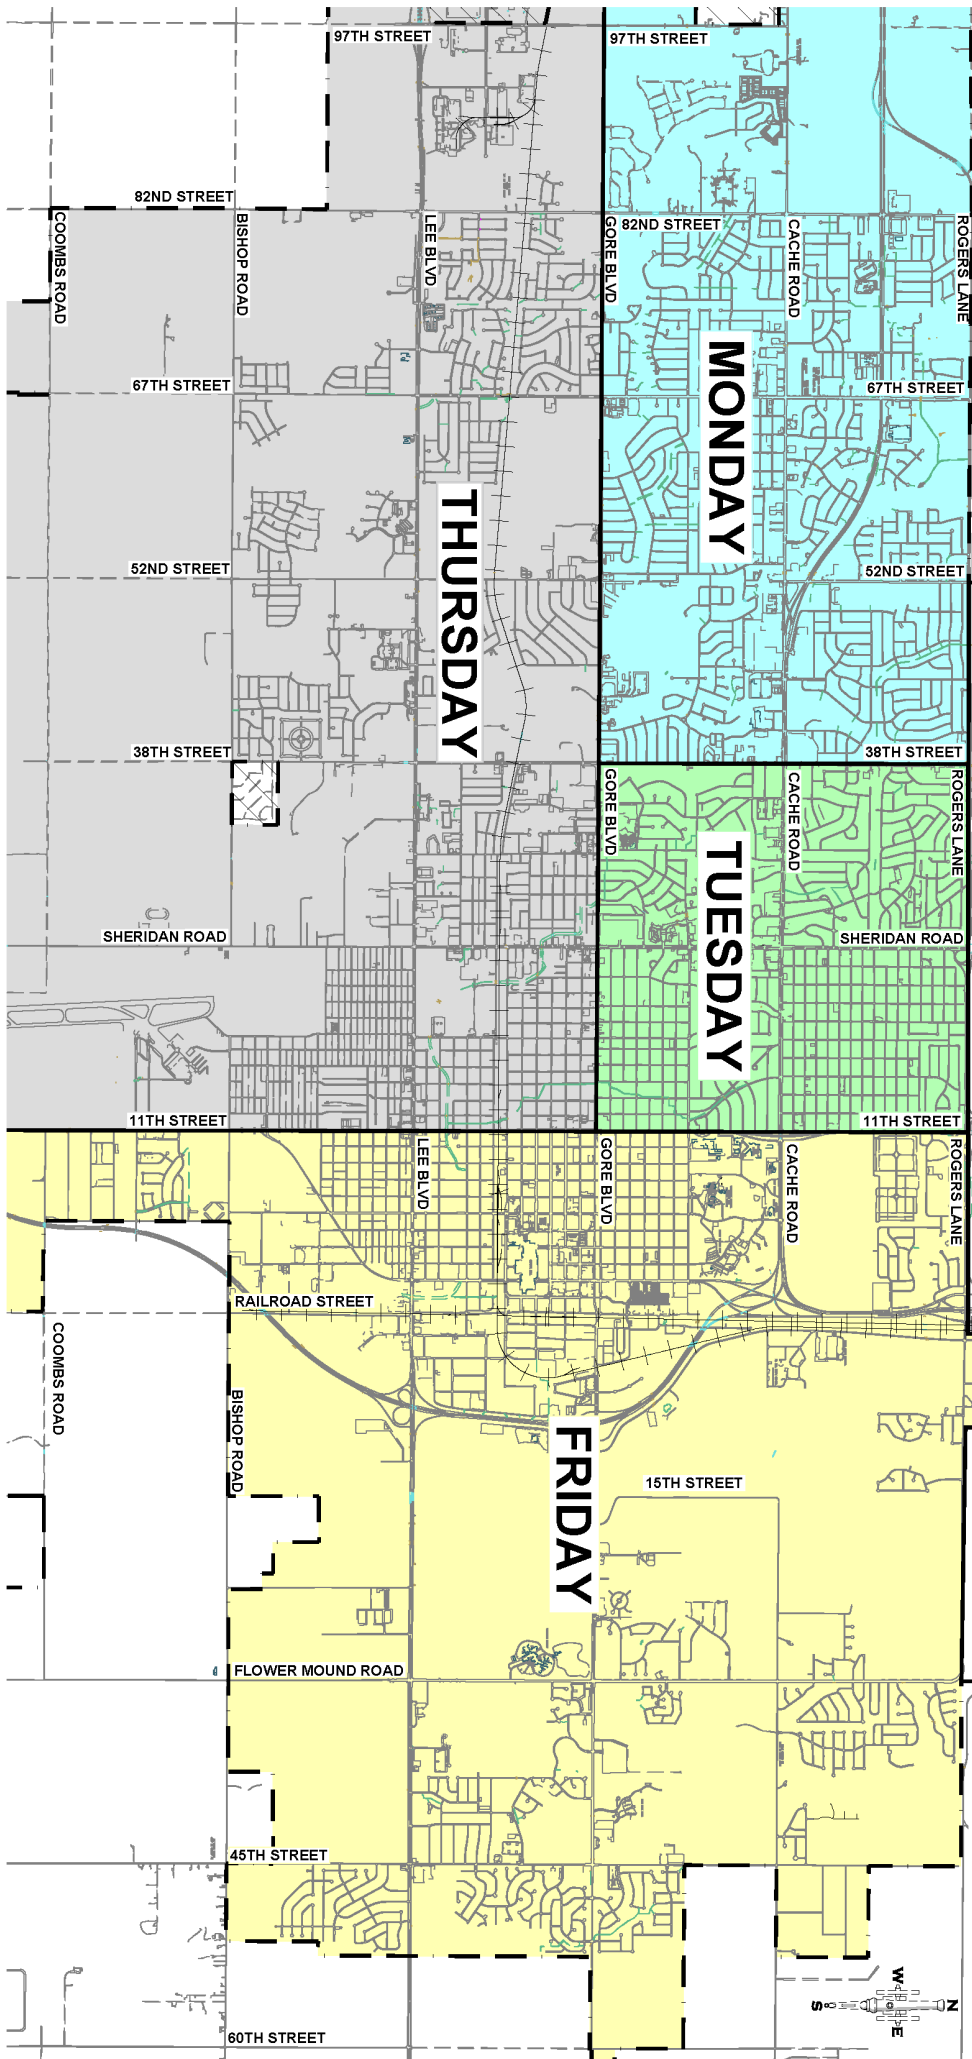 97TH STREET
97TH STREET
82ND STREET
82ND STREET
COOMBS ROAD
BISHOP ROAD
LEE BLVD
GORE BLVD
CACHE ROAD
ROGERS LANE
MONDAY
67TH STREET
67TH STREET
THURSDAY
52ND STREET
52ND STREET
38TH STREET
38TH STREET
GORE BLVD
CACHE ROAD
ROGERS LANE
TUESDAY
SHERIDAN ROAD
SHERIDAN ROAD
11TH STREET
11TH STREET
LEE BLVD
GORE BLVD
CACHE ROAD
ROGERS LANE
RAILROAD STREET
COOMBS ROAD
BISHOP ROAD
FRIDAY
15TH STREET
FLOWER MOUND ROAD
45TH STREET
W
N
S
E
60TH STREET